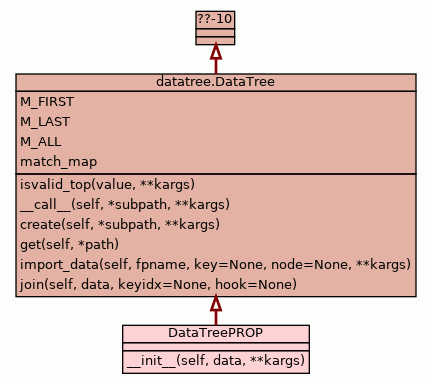 ??-10
datatree.DataTree
M_FIRST
M_LAST
M_ALL
match_map
isvalid_top(value, **kargs)
__call__(self, *subpath, **kargs)
create(self, *subpath, **kargs)
get(self, *path)
import_data(self, fpname, key=None, node=None, **kargs)
join(self, data, keyidx=None, hook=None)
DataTreePROP
__init__(self, data, **kargs)